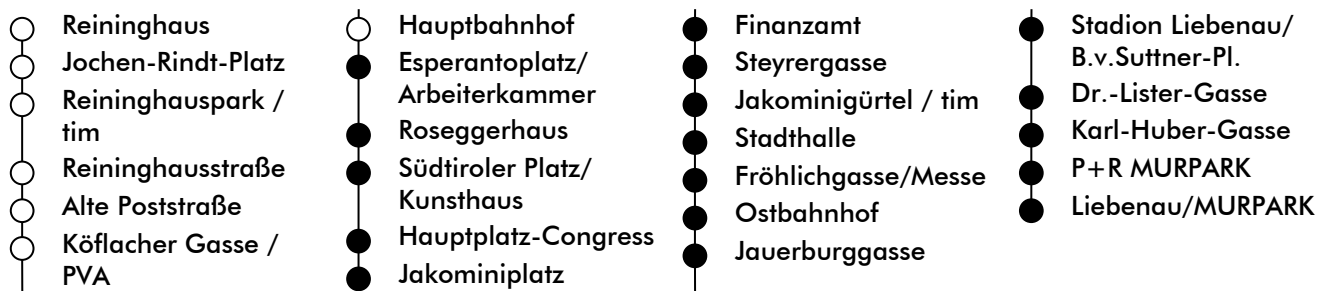 Reininghaus
Jochen-Rindt-Platz
Reininghauspark /
tim
Reininghausstraße
Alte Poststraße
Köflacher Gasse /
PVA
Hauptbahnhof
Esperantoplatz/
Arbeiterkammer
Roseggerhaus
Südtiroler Platz/
Kunsthaus
Hauptplatz-Congress
Jakominiplatz
Finanzamt
Steyrergasse
Jakominigürtel / tim
Stadthalle
Fröhlichgasse/Messe
Ostbahnhof
Jauerburggasse
Stadion Liebenau/
B.v.Suttner-Pl.
Dr.-Lister-Gasse
Karl-Huber-Gasse
P+R MURPARK
Liebenau/MURPARK